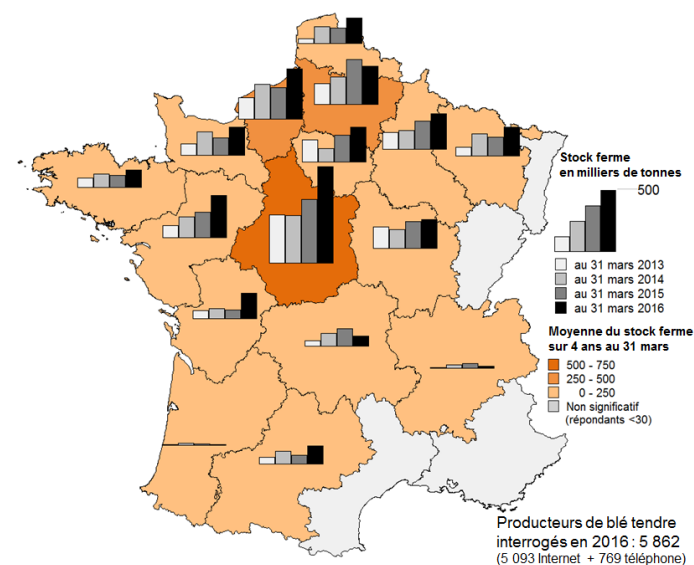 Stock ferme
en milliers de tonnes
500
au 31 mars 2013
au 31 mars 2014
au 31 mars 2015
au 31 mars 2016
Moyenne du stock ferme
sur 4 ans au 31 mars
500 - 750
250 - 500
0 - 250
Non significatif
(répondants <30)
Producteurs de blé tendre
interrogés en 2016 : 5 862
(5 093 Internet + 769 téléphone)